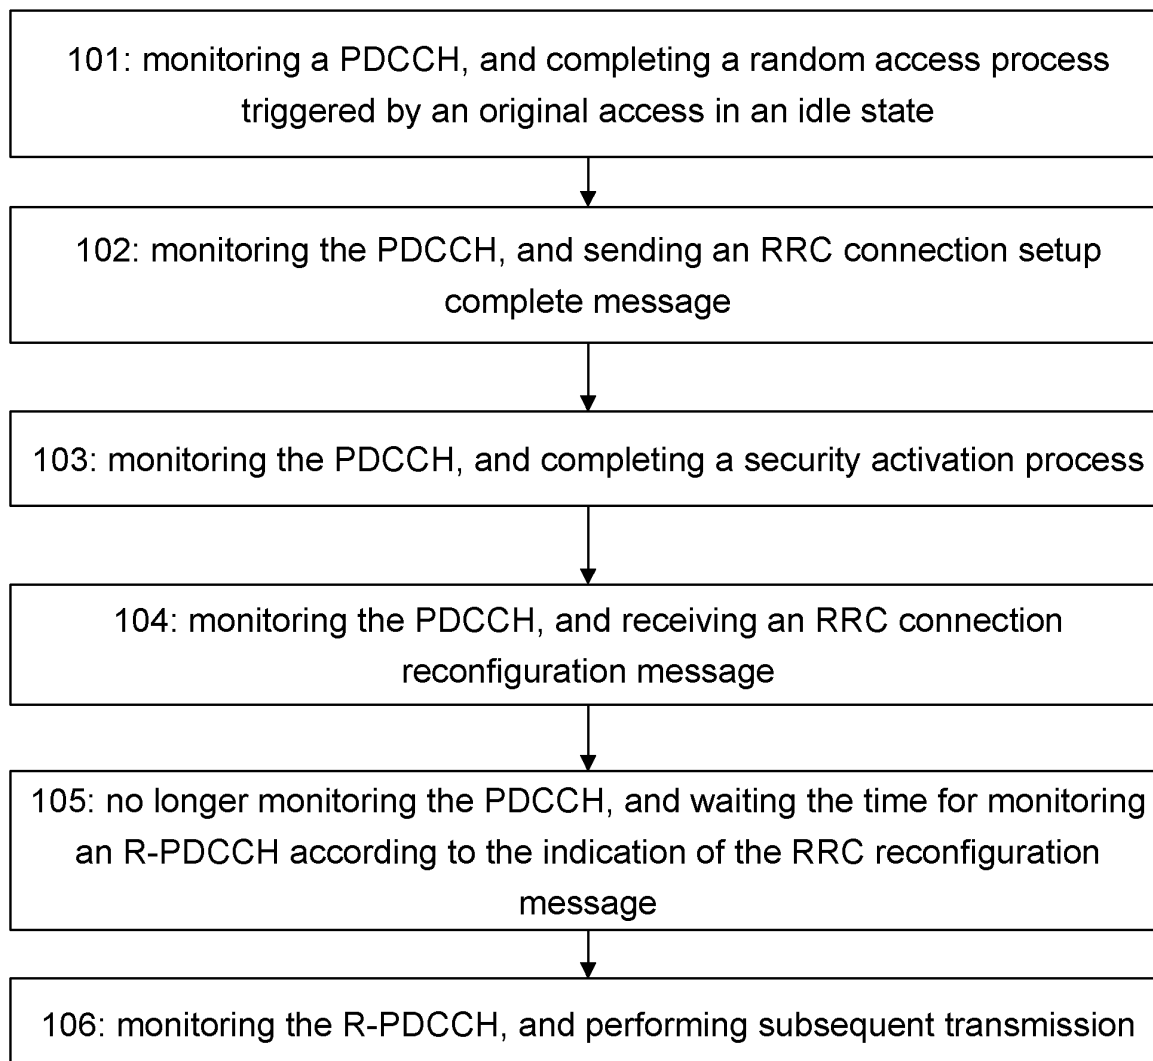 101: monitoring a PDCCH, and completing a random access process
triggered by an original access in an idle state
102: monitoring the PDCCH, and sending an RRC connection setup
complete message
103: monitoring the PDCCH, and completing a security activation process
104: monitoring the PDCCH, and receiving an RRC connection
reconfiguration message
105: no longer monitoring the PDCCH, and waiting the time for monitoring
an R-PDCCH according to the indication of the RRC reconfiguration
message
106: monitoring the R-PDCCH, and performing subsequent transmission